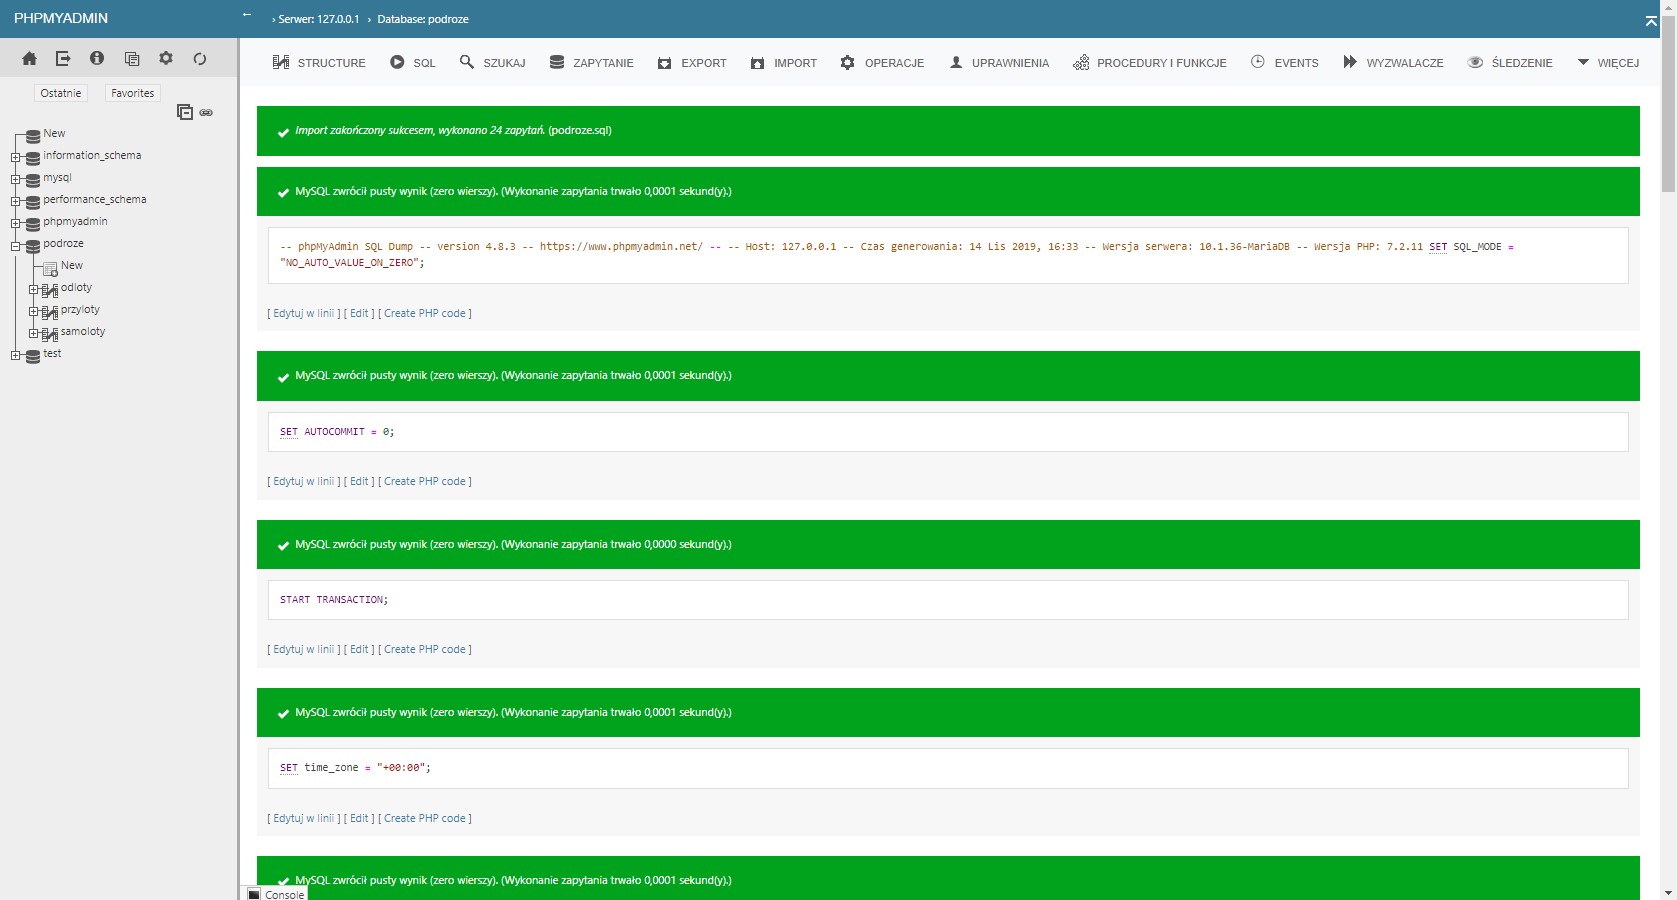 PHPMYADMIN
← › Serwer: 127.0.0.1 › Database: podroze
Ostatnie Favorites
New
information_schema
mysql
performance_schema
phpmyadmin
podroze
New
odloty
przyloty
samoloty
test
STRUCTURE SQL SZUKAJ ZAPYTANIE EXPORT IMPORT OPERACJE UPRAWNIENIA PROCEDURY I FUNKCJE EVENTS WYZWALACZE ŚLEDZENIE WIĘCEJ
Import zakończony sukcesem, wykonano 24 zapytań. (podroze.sql)
MySQL zwrócił pusty wynik (zero wierszy). (Wykonanie zapytania trwało 0,0001 sekund(y).)
-- phpMyAdmin SQL Dump -- version 4.8.3 -- https://www.phpmyadmin.net/ -- -- Host: 127.0.0.1 -- Czas generowania: 14 Lis 2019, 16:33 -- Wersja serwera: 10.1.36-MariaDB -- Wersja PHP: 7.2.11 SET SQL_MODE =
"NO_AUTO_VALUE_ON_ZERO";
[ Edytuj w linii ] [ Edit ] [ Create PHP code ]
MySQL zwrócił pusty wynik (zero wierszy). (Wykonanie zapytania trwało 0,0001 sekund(y).)
SET AUTOCOMMIT = 0;
[ Edytuj w linii ] [ Edit ] [ Create PHP code ]
MySQL zwrócił pusty wynik (zero wierszy). (Wykonanie zapytania trwało 0,0000 sekund(y).)
START TRANSACTION;
[ Edytuj w linii ] [ Edit ] [ Create PHP code ]
MySQL zwrócił pusty wynik (zero wierszy). (Wykonanie zapytania trwało 0,0001 sekund(y).)
SET time_zone = "+00:00";
[ Edytuj w linii ] [ Edit ] [ Create PHP code ]
MySQL zwrócił pusty wynik (zero wierszy). (Wykonanie zapytania trwało 0,0001 sekund(y).)
Console